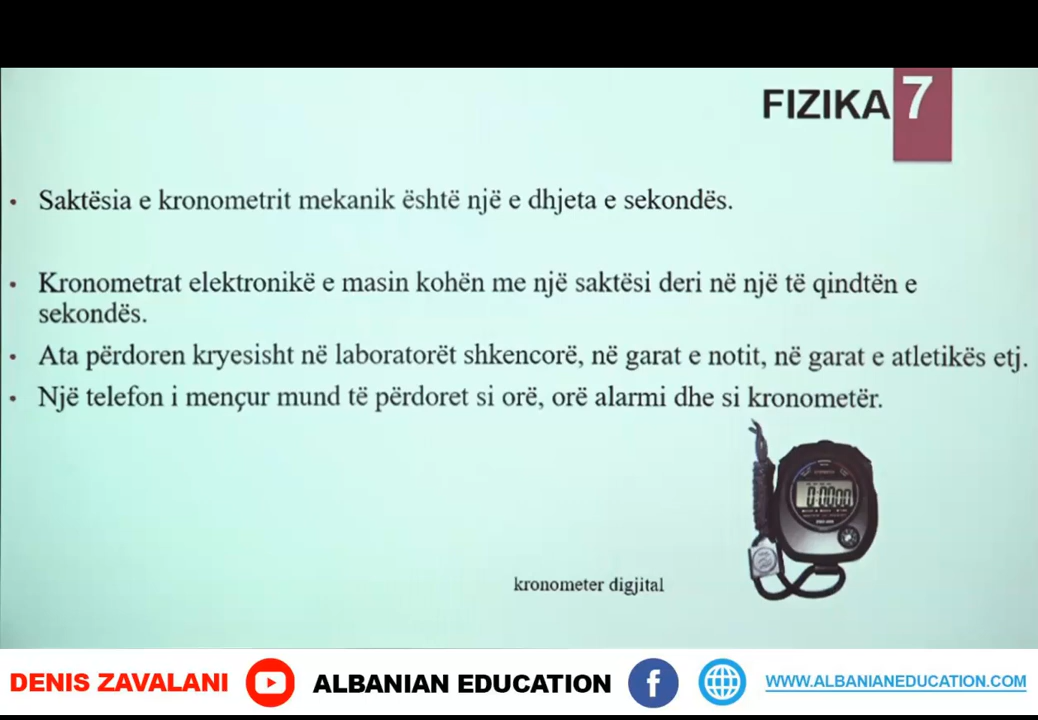 FIZIKA 7
• Saktësia e kronometrit mekanik është një e dhjeta e sekondës.
• Kronometrat elektronikë e masin kohën me një saktësi deri në një të qindtën e
sekondës.
• Ata përdoren kryesisht në laboratorët shkencorë, në garat e notit, në garat e atletikës etj.
• Një telefon i mençur mund të përdoret si orë, orë alarmi dhe si kronometër.
0:0000
kronometer digjital
DENIS ZAVALANI ALBANIAN EDUCATION WWW.ALBANIANEDUCATION.COM